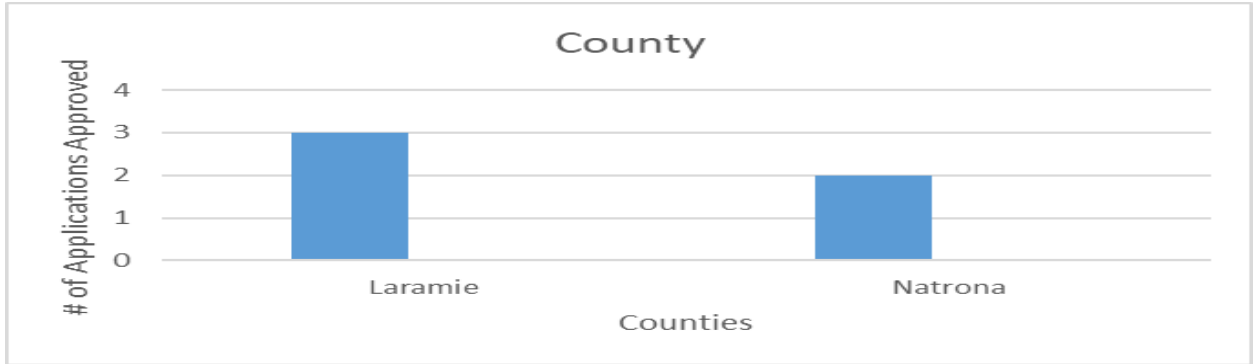 County
# of Applications Approved
4
3
2
1
0
Laramie
Natrona
Counties